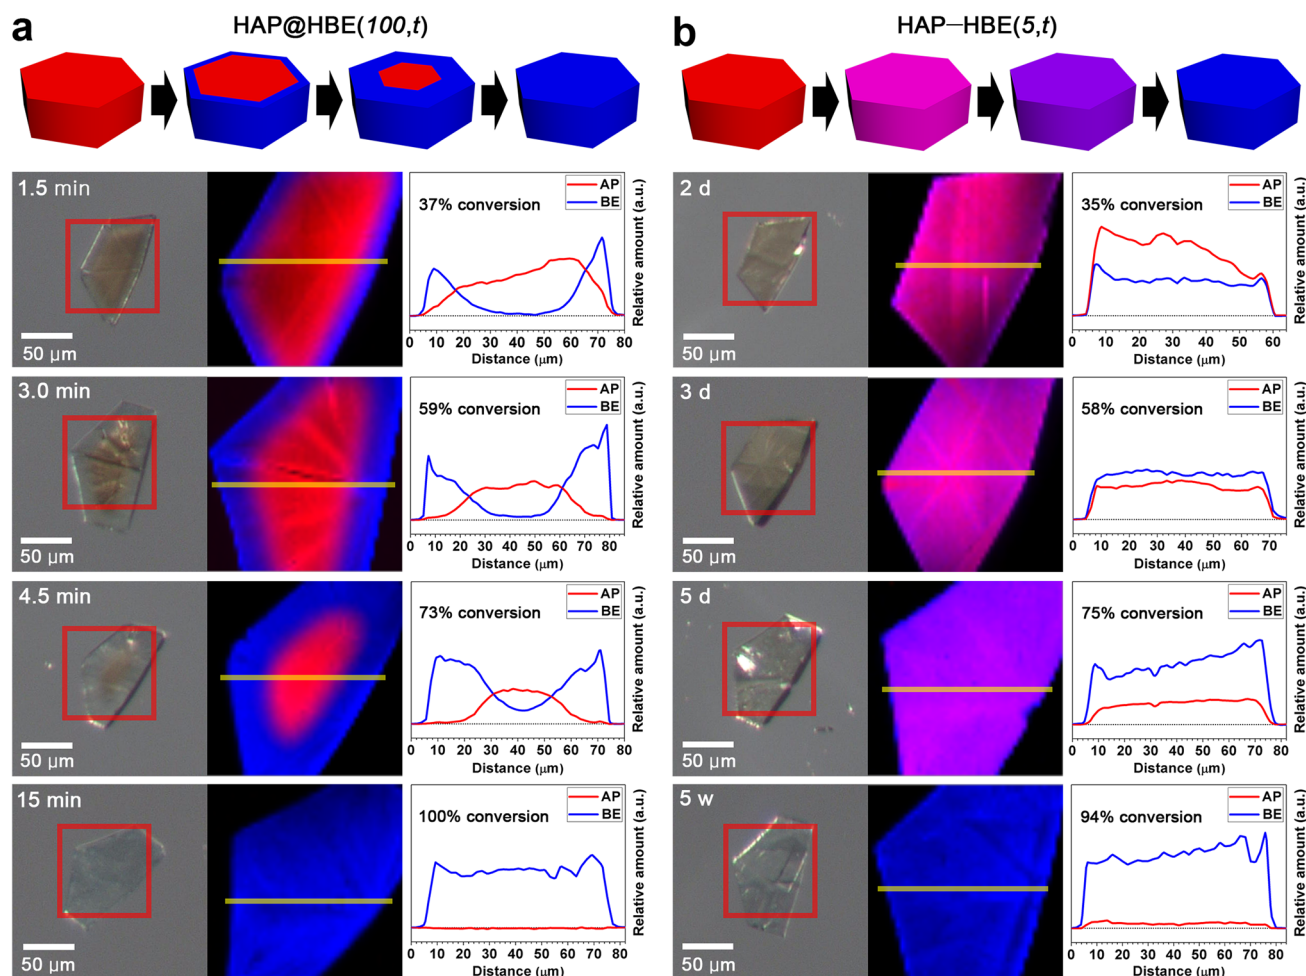 a
HAP@HBE(100,t)
1.5 min
50 μm
37% conversion
AP
BE
Relative amount (a.u.)
0 10 20 30 40 50 60 70 80
Distance (μm)
3.0 min
50 μm
59% conversion
AP
BE
Relative amount (a.u.)
0 10 20 30 40 50 60 70 80
Distance (μm)
4.5 min
50 μm
73% conversion
AP
BE
Relative amount (a.u.)
0 10 20 30 40 50 60 70 80
Distance (μm)
15 min
50 μm
100% conversion
AP
BE
Relative amount (a.u.)
0 10 20 30 40 50 60 70 80
Distance (μm)
b
HAP—HBE(5,t)
2 d
50 μm
35% conversion
AP
BE
Relative amount (a.u.)
0 10 20 30 40 50 60
Distance (μm)
3 d
50 μm
58% conversion
AP
BE
Relative amount (a.u.)
0 10 20 30 40 50 60 70
Distance (μm)
5 d
50 μm
75% conversion
AP
BE
Relative amount (a.u.)
0 10 20 30 40 50 60 70 80
Distance (μm)
5 w
50 μm
94% conversion
AP
BE
Relative amount (a.u.)
0 10 20 30 40 50 60 70 80
Distance (μm)